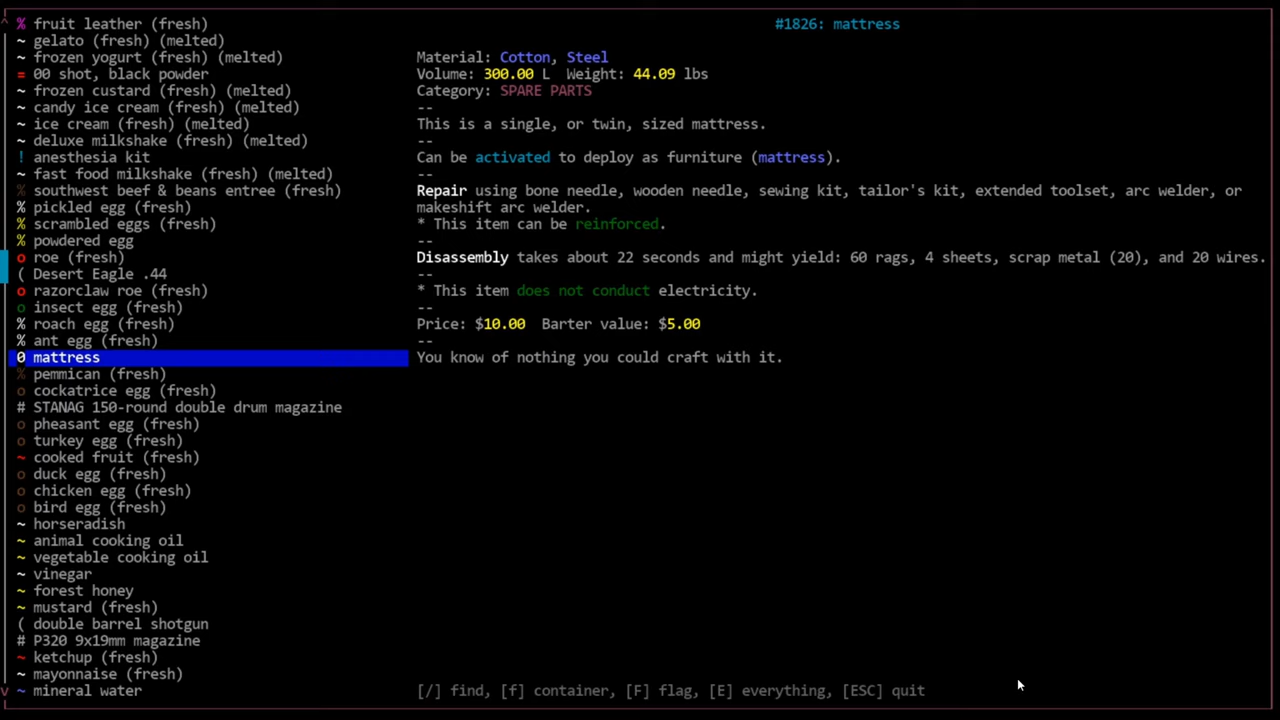 % fruit leather (fresh)
~ gelato (fresh) (melted)
~ frozen yogurt (fresh) (melted)
= 00 shot, black powder
~ frozen custard (fresh) (melted)
~ candy ice cream (fresh) (melted)
~ ice cream (fresh) (melted)
~ deluxe milkshake (fresh) (melted)
! anesthesia kit
~ fast food milkshake (fresh) (melted)
% southwest beef & beans entree (fresh)
% pickled egg (fresh)
% scrambled eggs (fresh)
% powdered egg
o roe (fresh)
( Desert Eagle .44
o razorclaw roe (fresh)
o insect egg (fresh)
% roach egg (fresh)
% ant egg (fresh)
0 mattress
% pemmican (fresh)
o cockatrice egg (fresh)
# STANAG 150-round double drum magazine
o pheasant egg (fresh)
o turkey egg (fresh)
~ cooked fruit (fresh)
o duck egg (fresh)
o chicken egg (fresh)
o bird egg (fresh)
~ horseradish
~ animal cooking oil
~ vegetable cooking oil
~ vinegar
~ forest honey
~ mustard (fresh)
( double barrel shotgun
# P320 9x19mm magazine
~ ketchup (fresh)
~ mayonnaise (fresh)
v ~ mineral water
#1826: mattress
Material: Cotton, Steel
Volume: 300.00 L  Weight: 44.09 lbs
Category: SPARE PARTS
--
This is a single, or twin, sized mattress.
--
Can be activated to deploy as furniture (mattress).
--
Repair using bone needle, wooden needle, sewing kit, tailor's kit, extended toolset, arc welder, or
makeshift arc welder.
* This item can be reinforced.
--
Disassembly takes about 22 seconds and might yield: 60 rags, 4 sheets, scrap metal (20), and 20 wires.
--
* This item does not conduct electricity.
--
Price: $10.00  Barter value: $5.00
--
You know of nothing you could craft with it.
[/] find, [f] container, [F] flag, [E] everything, [ESC] quit